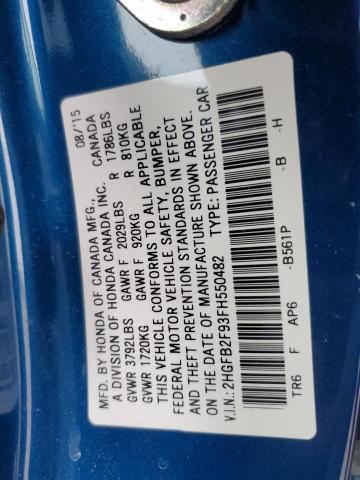 MFD. BY HONDA OF CANADA MFG., 08/'15
A DIVISION OF HONDA CANADA INC. CANADA
GVWR 3792LBS GAWR F 2029LBS R 1786LBS
GVWR 1720KG GAWR F 920KG R 810KG
THIS VEHICLE CONFORMS TO ALL APPLICABLE
FEDERAL MOTOR VEHICLE SAFETY, BUMPER,
AND THEFT PREVENTION STANDARDS IN EFFECT
ON THE DATE OF MANUFACTURE SHOWN ABOVE.
V.I.N.: 2HGFB2F93FH550482 TYPE: PASSENGER CAR
TR6 F AP6 -B561P -B -H